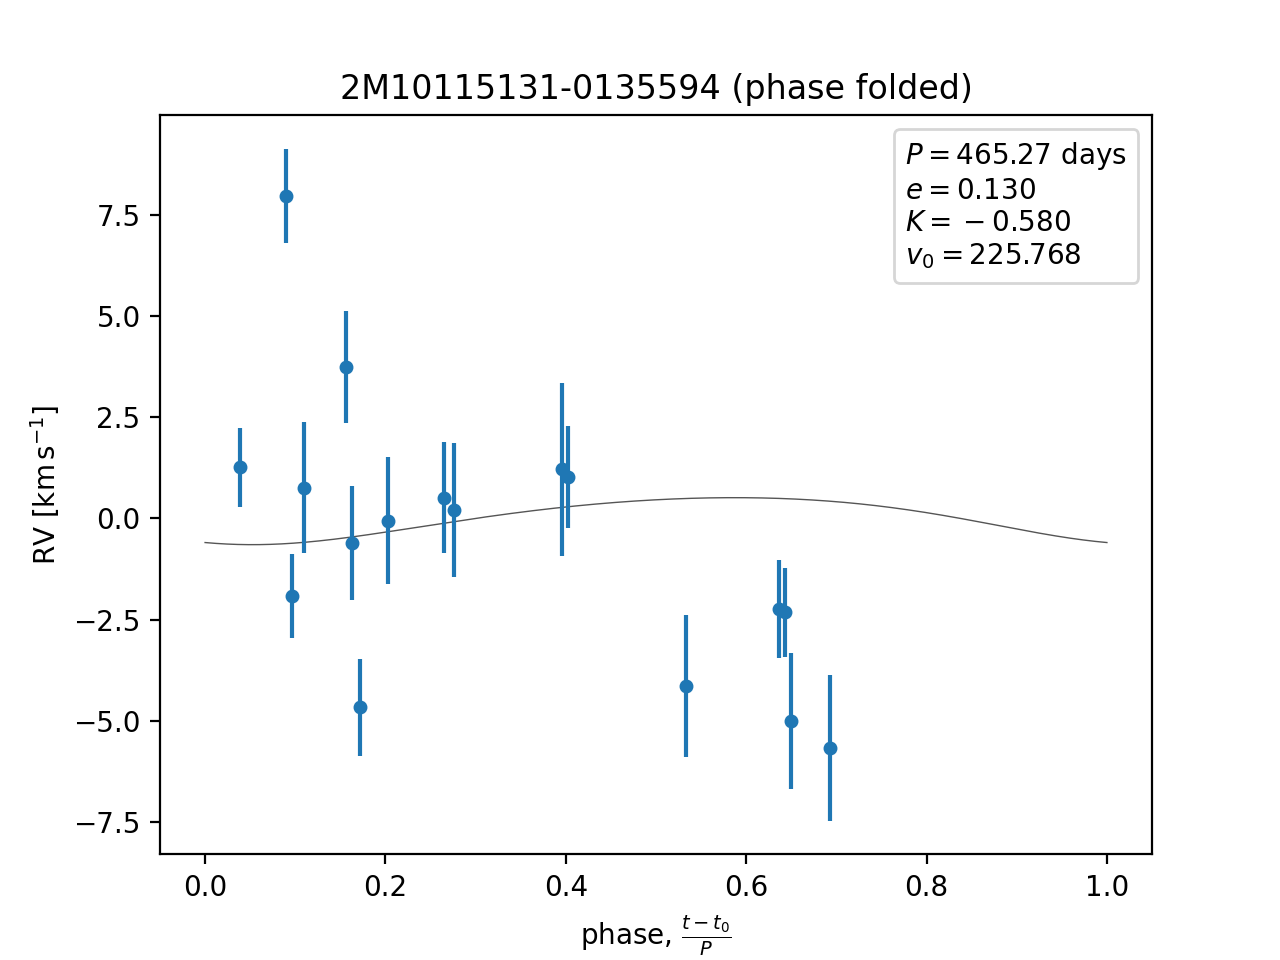 2M10115131-0135594 (phase folded)
P = 465.27 days
e = 0.130
K = −0.580
v₀ = 225.768
7.5
5.0
2.5
0.0
−2.5
−5.0
−7.5
RV [km s⁻¹]
0.0 0.2 0.4 0.6 0.8 1.0
phase, (t − t₀)/P